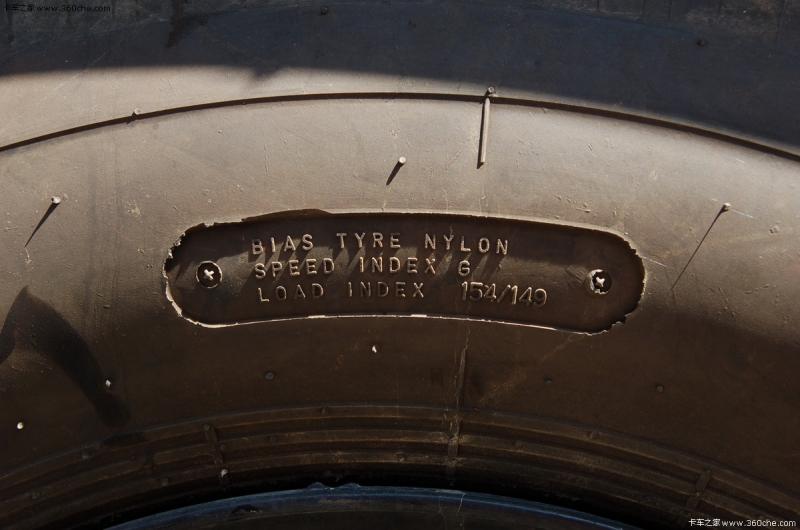 卡车之家 www.360che.com
BIAS TYRE NYLON
SPEED INDEX G
LOAD INDEX 154/149
卡车之家 www.360che.com